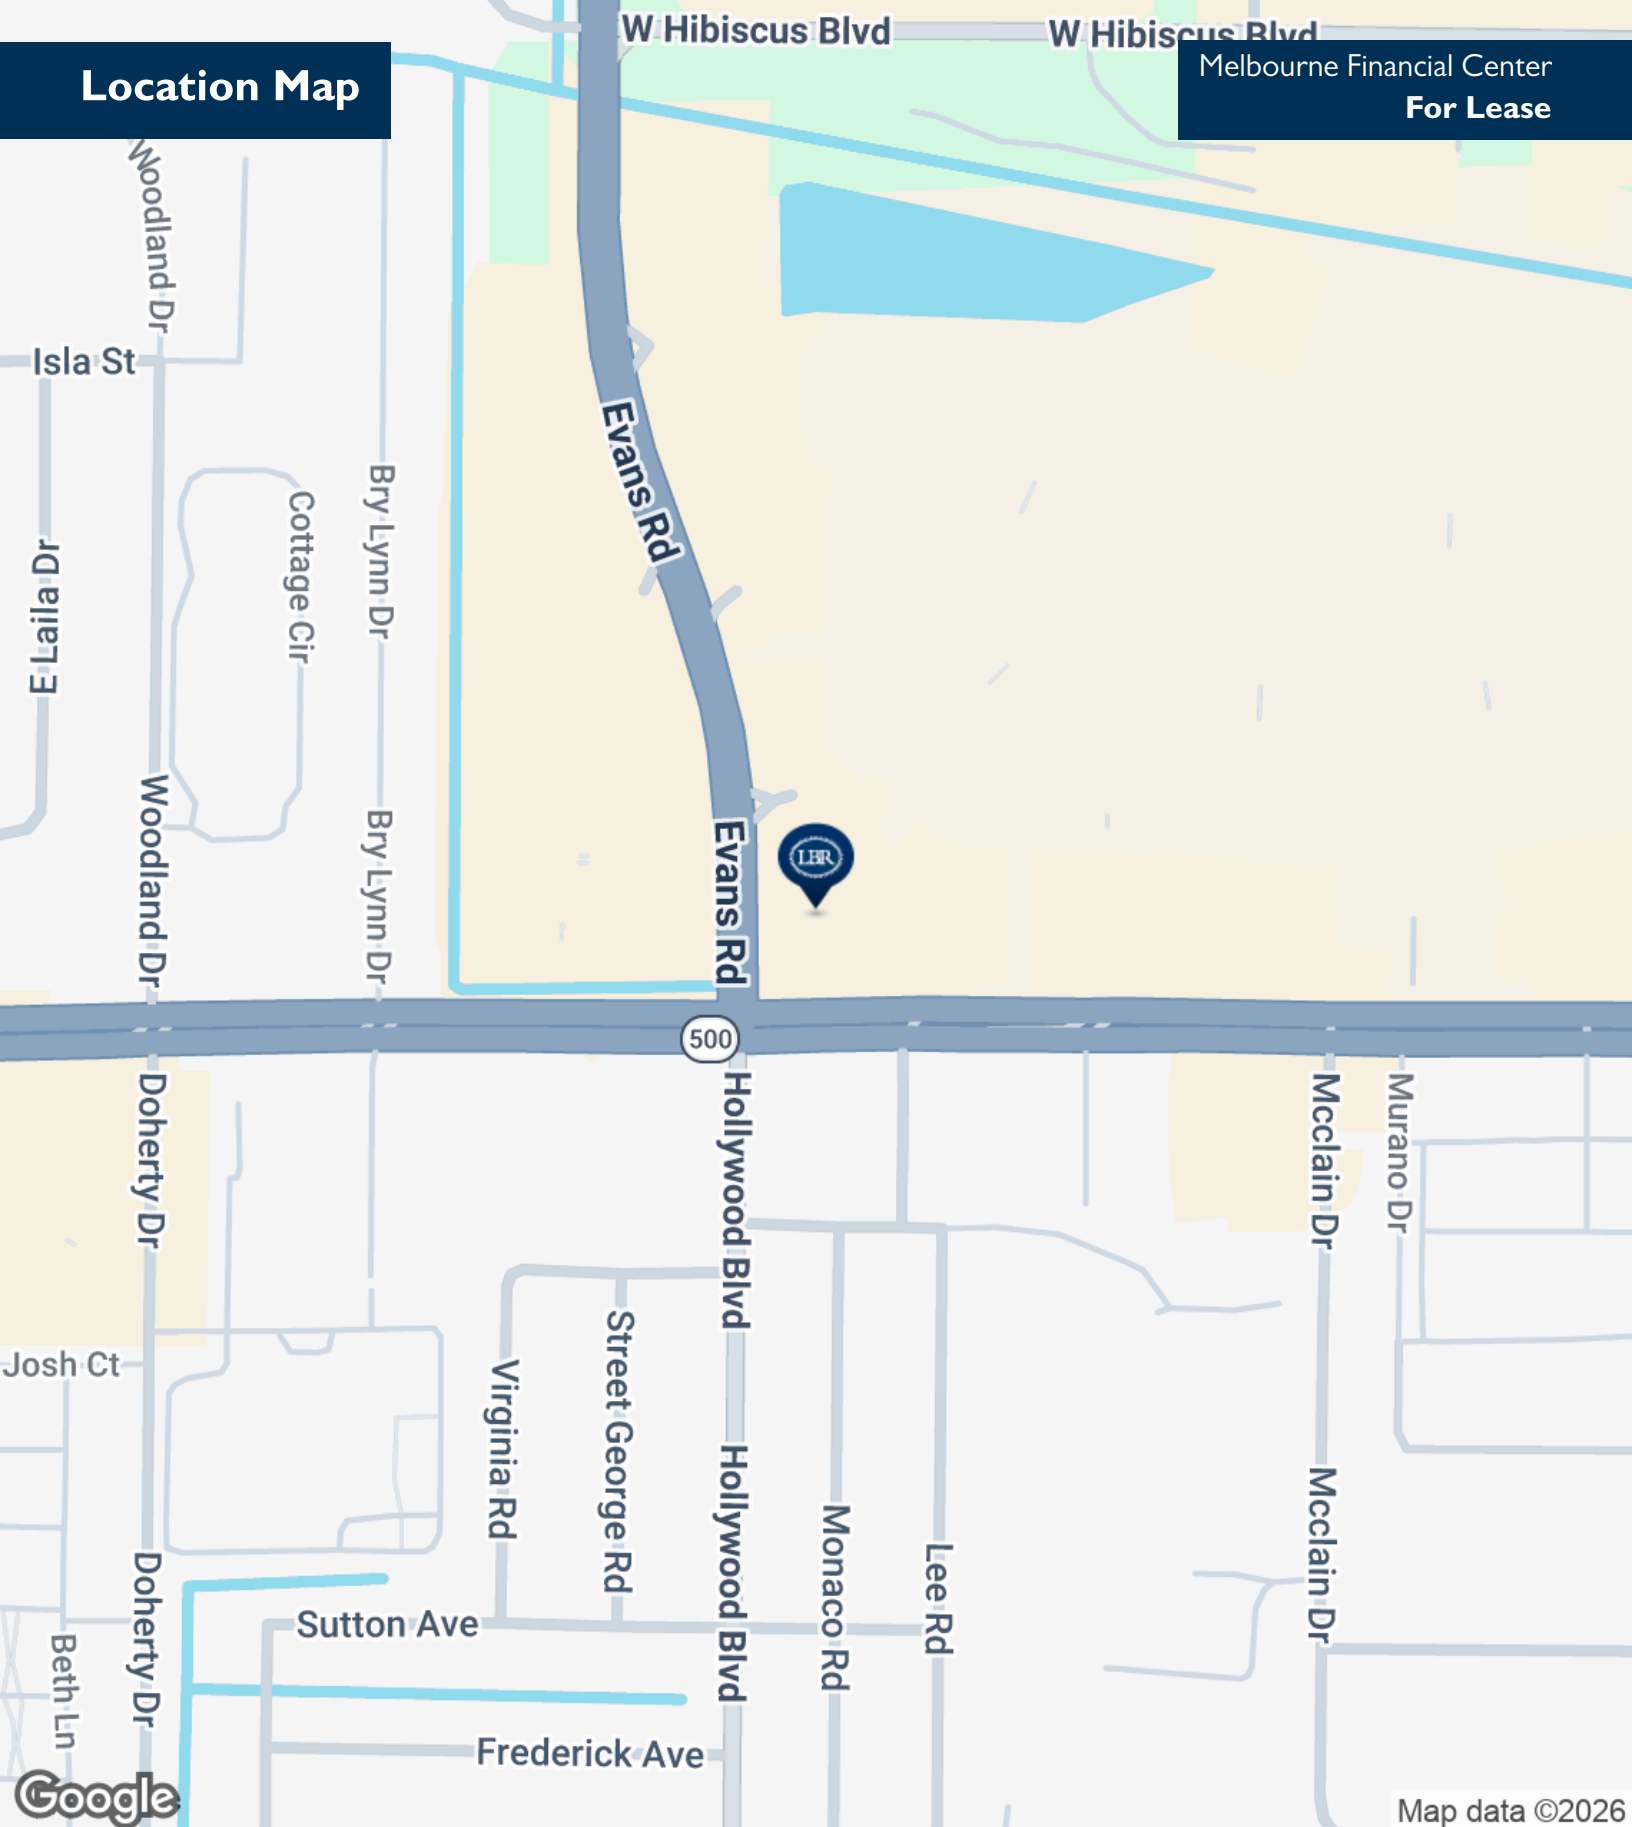 W Hibiscus Blvd
W Hibiscus Blvd
Location Map
Melbourne Financial Center
For Lease
Woodland Dr
Isla St
Evans Rd
Bry Lynn Dr
Cottage Cir
Elaila Dr
Woodland Dr
Bry Lynn Dr
Evans Rd
LBR
500
Doherty Dr
Hollywood Blvd
Mcclain Dr
Murano Dr
Josh Ct
Virginia Rd
Street George Rd
Hollywood Blvd
Monaco Rd
Lee Rd
Mcclain Dr
Doherty Dr
Sutton Ave
Beth Ln
Frederick Ave
Google
Map data ©2026